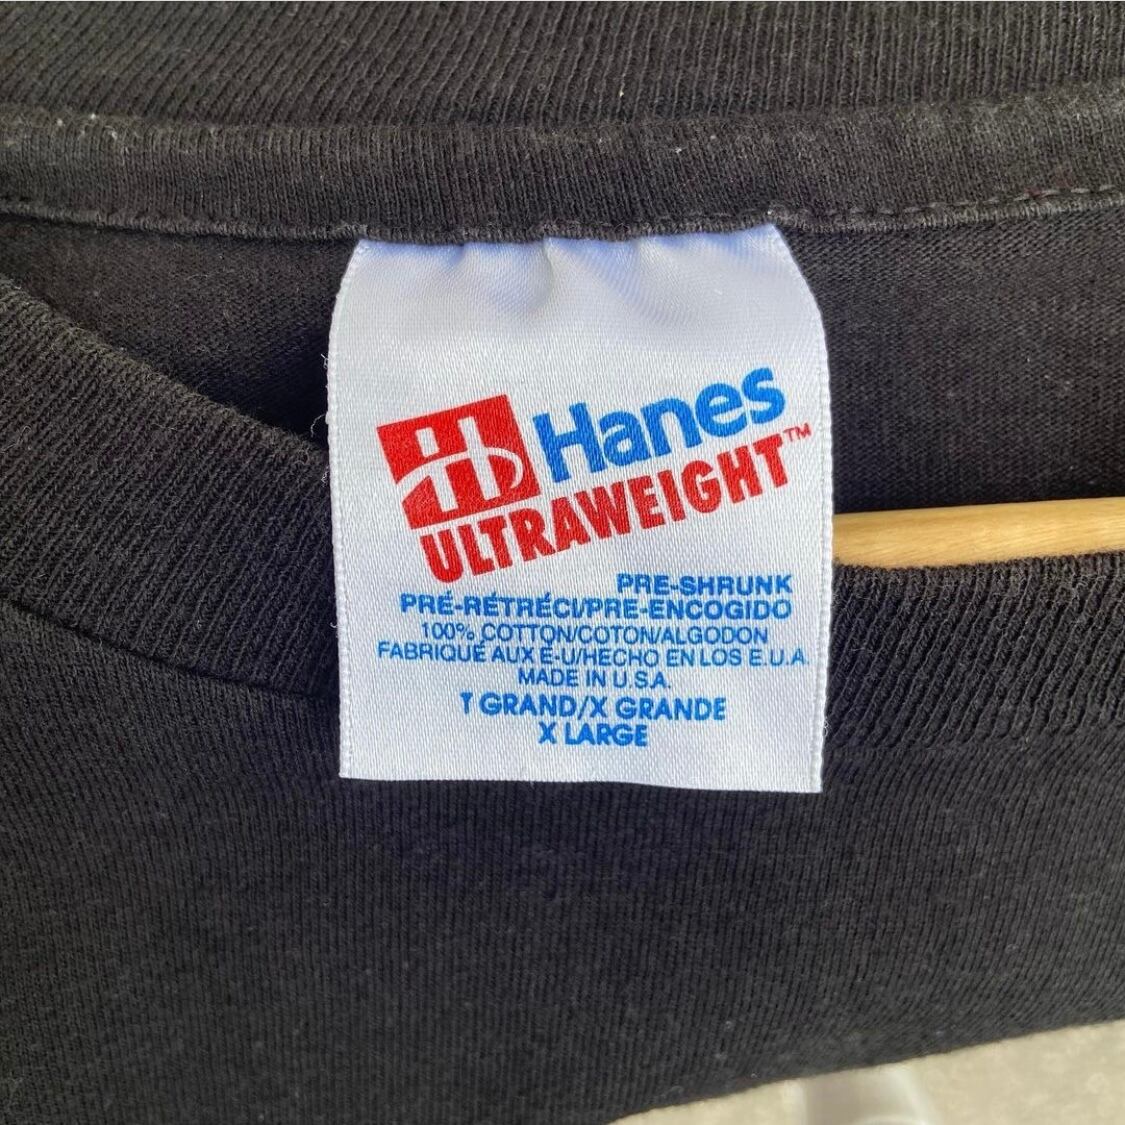 Hanes
ULTRAWEIGHT™
PRE-SHRUNK
PRÉ-RÉTRÉCI/PRE-ENCOGIDO
100% COTTON/COTON/ALGODON
FABRIQUÉ AUX É-U/HECHO EN LOS E.U.A.
MADE IN U.S.A.
T GRAND/X GRANDE
X LARGE